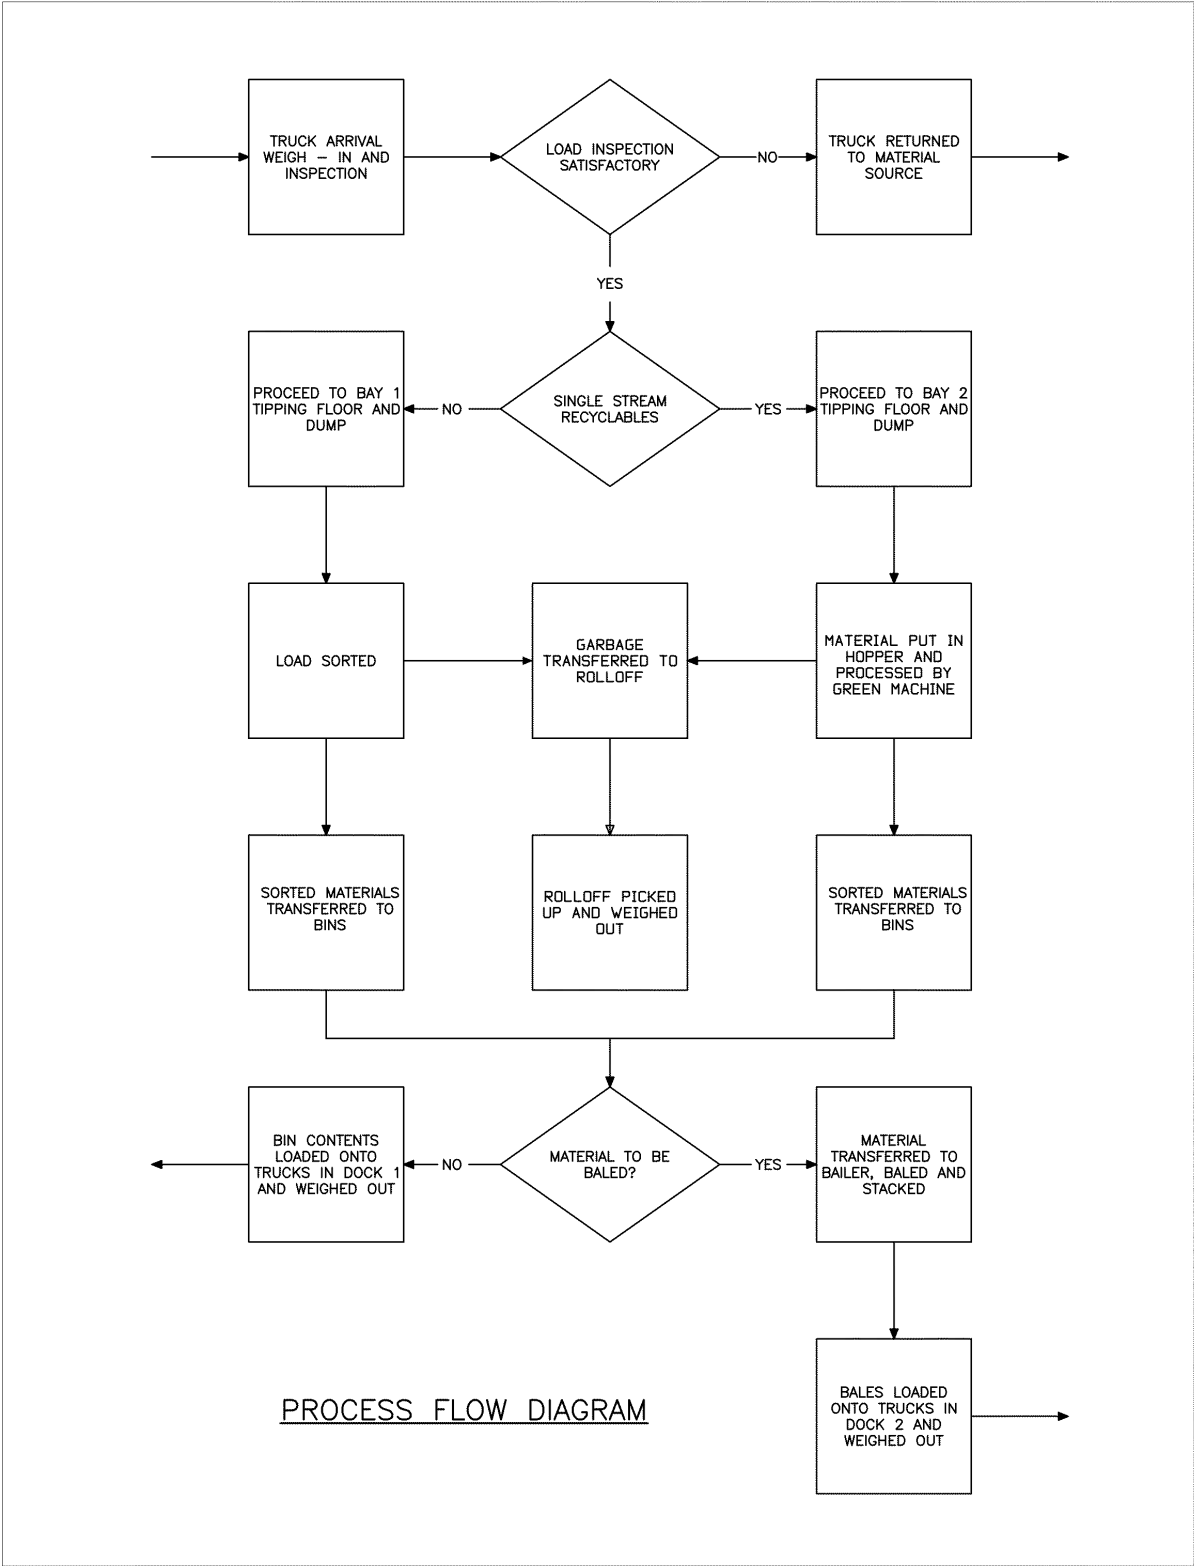 TRUCK ARRIVAL
WEIGH – IN AND
INSPECTION
LOAD INSPECTION
SATISFACTORY
NO
TRUCK RETURNED
TO MATERIAL
SOURCE
YES
PROCEED TO BAY 1
TIPPING FLOOR AND
DUMP
NO
SINGLE STREAM
RECYCLABLES
YES
PROCEED TO BAY 2
TIPPING FLOOR AND
DUMP
LOAD SORTED
GARBAGE
TRANSFERRED TO
ROLLOFF
MATERIAL PUT IN
HOPPER AND
PROCESSED BY
GREEN MACHINE
SORTED MATERIALS
TRANSFERRED TO
BINS
ROLLOFF PICKED
UP AND WEIGHED
OUT
SORTED MATERIALS
TRANSFERRED TO
BINS
BIN CONTENTS
LOADED ONTO
TRUCKS IN DOCK 1
AND WEIGHED OUT
NO
MATERIAL TO BE
BALED?
YES
MATERIAL
TRANSFERRED TO
BAILER, BALED AND
STACKED
BALES LOADED
ONTO TRUCKS IN
DOCK 2 AND
WEIGHED OUT
PROCESS FLOW DIAGRAM